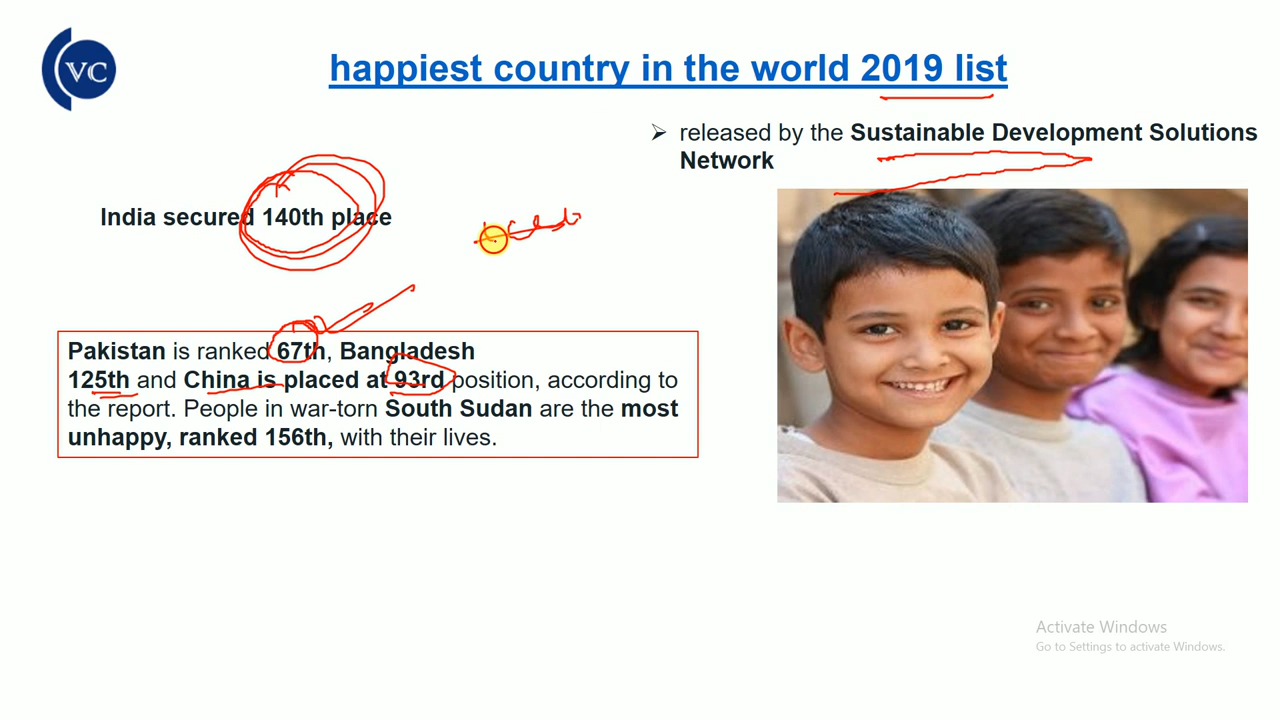 VC
happiest country in the world 2019 list
➢ released by the Sustainable Development Solutions
Network
India secured 140th place
Pakistan is ranked 67th, Bangladesh
125th and China is placed at 93rd position, according to
the report. People in war-torn South Sudan are the most
unhappy, ranked 156th, with their lives.
Activate Windows
Go to Settings to activate Windows.